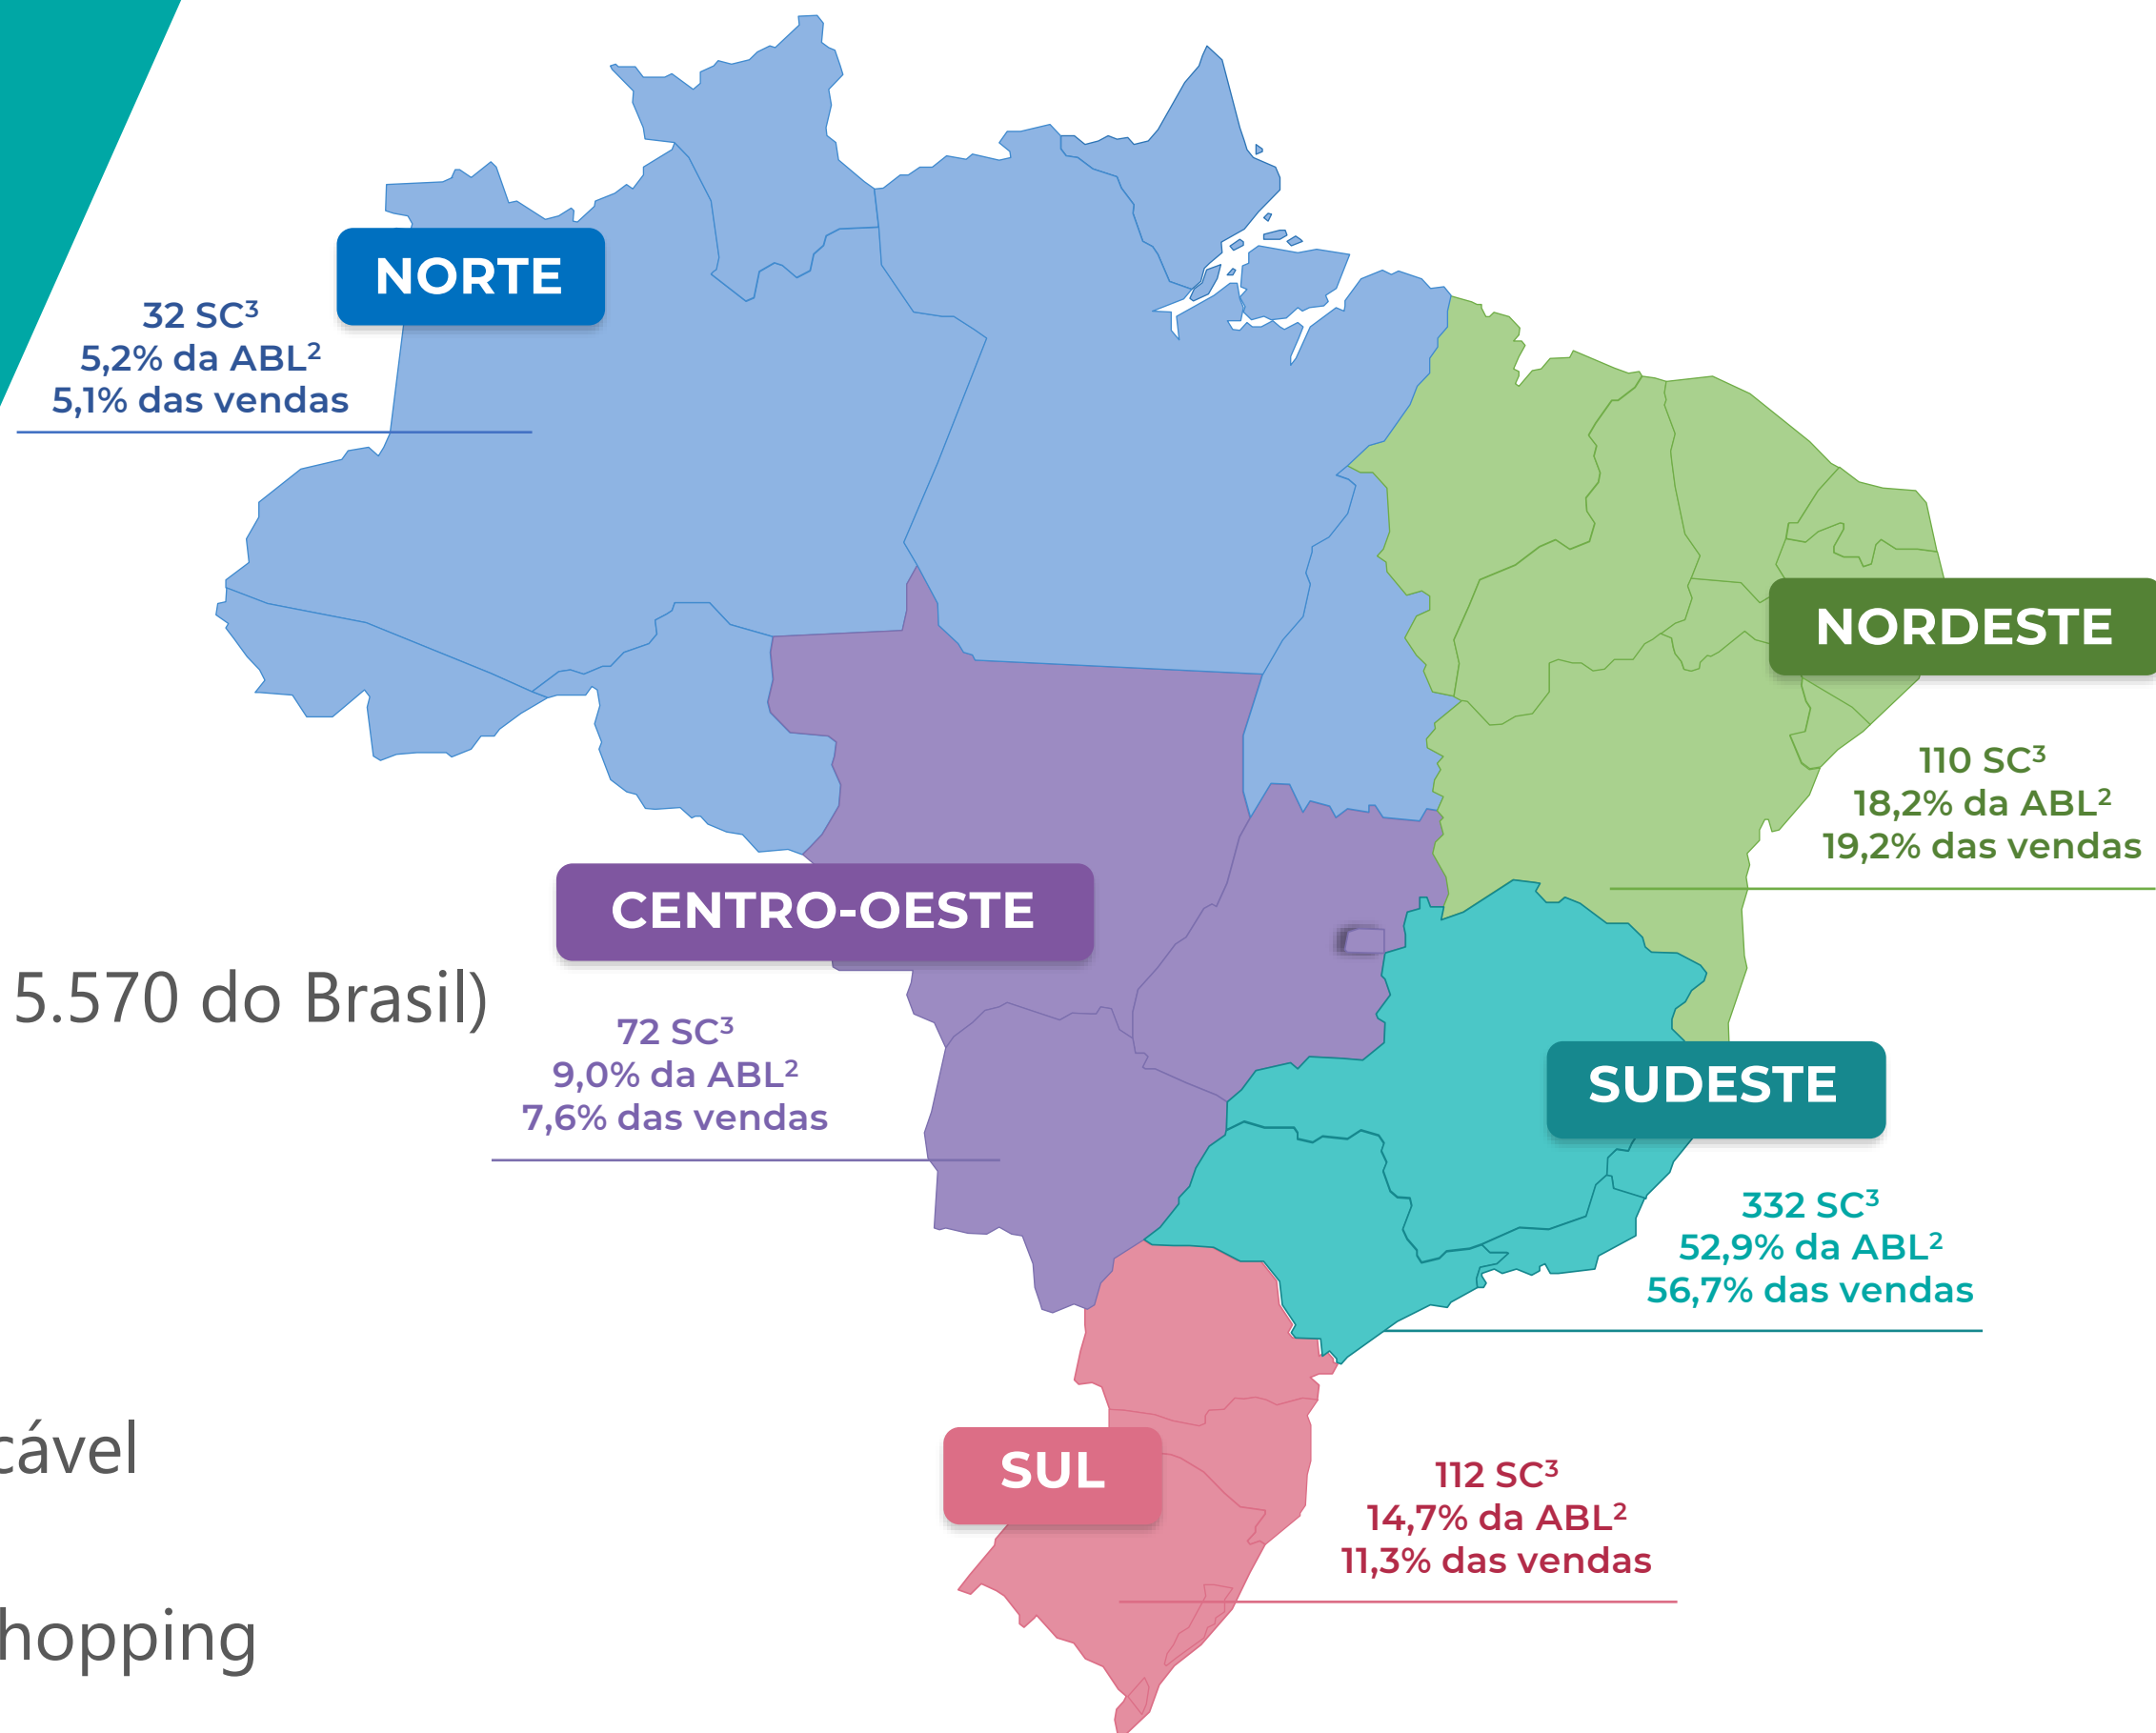 NORTE
32 SC³
5,2% da ABL²
5,1% das vendas
NORDESTE
110 SC³
18,2% da ABL²
19,2% das vendas
CENTRO-OESTE
5.570 do Brasil)
72 SC³
9,0% da ABL²
7,6% das vendas
SUDESTE
332 SC³
52,9% da ABL²
56,7% das vendas
cável
SUL
112 SC³
14,7% da ABL²
11,3% das vendas
hopping